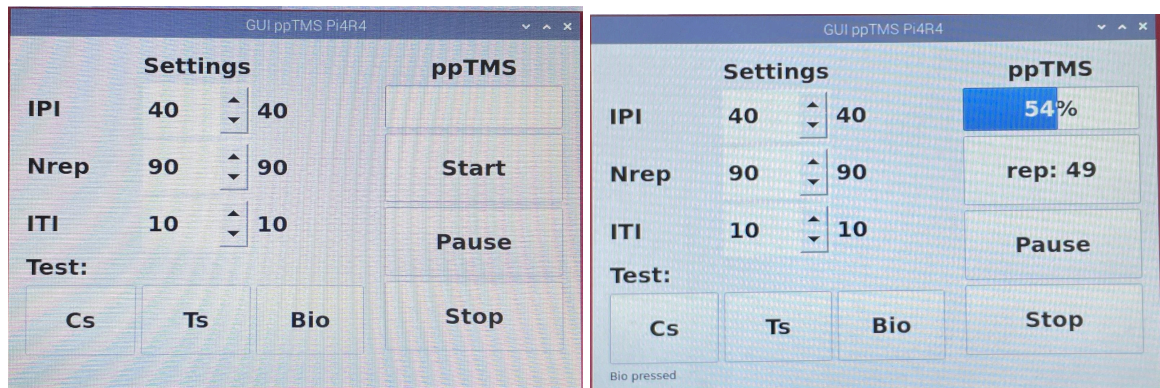 GUI ppTMS Pi4R4
Settings
ppTMS
IPI 40 40
Nrep 90 90
Start
ITI 10 10
Pause
Test:
Cs Ts Bio
Stop
GUI ppTMS Pi4R4
Settings
ppTMS
IPI 40 40
54%
Nrep 90 90
rep: 49
ITI 10 10
Pause
Test:
Cs Ts Bio
Stop
Bio pressed